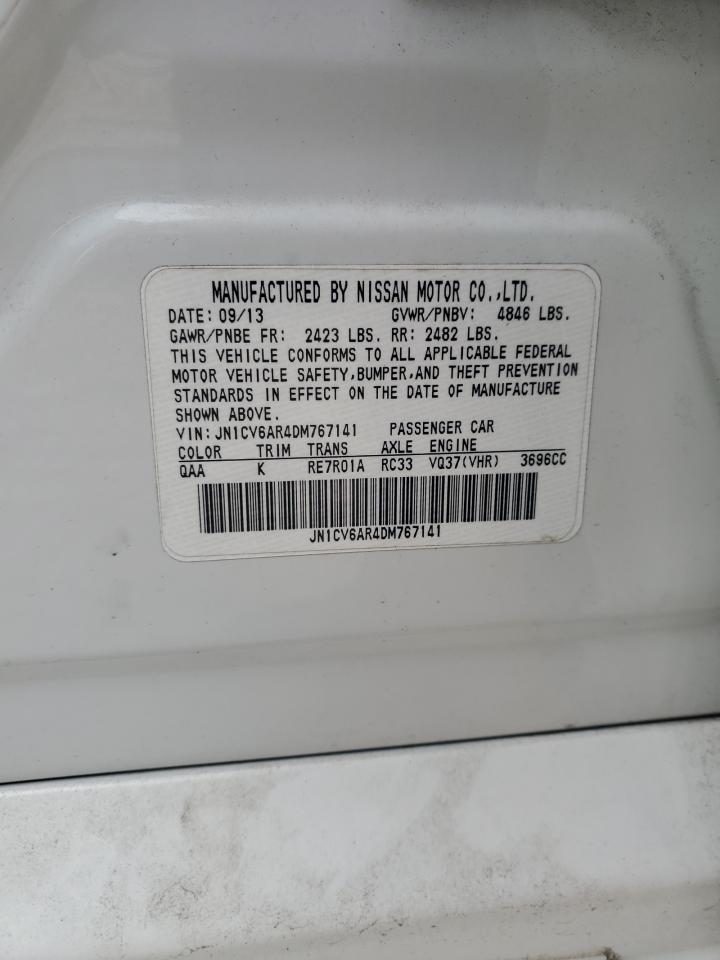 MANUFACTURED BY NISSAN MOTOR CO.,LTD.
DATE: 09/13 GVWR/PNBV: 4846 LBS.
GAWR/PNBE FR: 2423 LBS. RR: 2482 LBS.
THIS VEHICLE CONFORMS TO ALL APPLICABLE FEDERAL
MOTOR VEHICLE SAFETY,BUMPER,AND THEFT PREVENTION
STANDARDS IN EFFECT ON THE DATE OF MANUFACTURE
SHOWN ABOVE.
VIN:JN1CV6AR4DM767141 PASSENGER CAR
COLOR TRIM TRANS AXLE ENGINE
QAA K RE7R01A RC33 VQ37(VHR) 3696CC
JN1CV6AR4DM767141